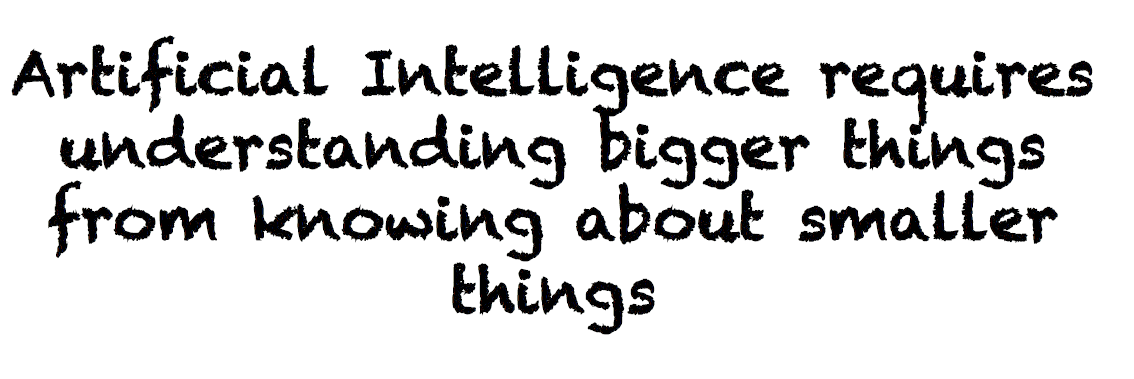 Artificial Intelligence requires
understanding bigger things
from knowing about smaller
things